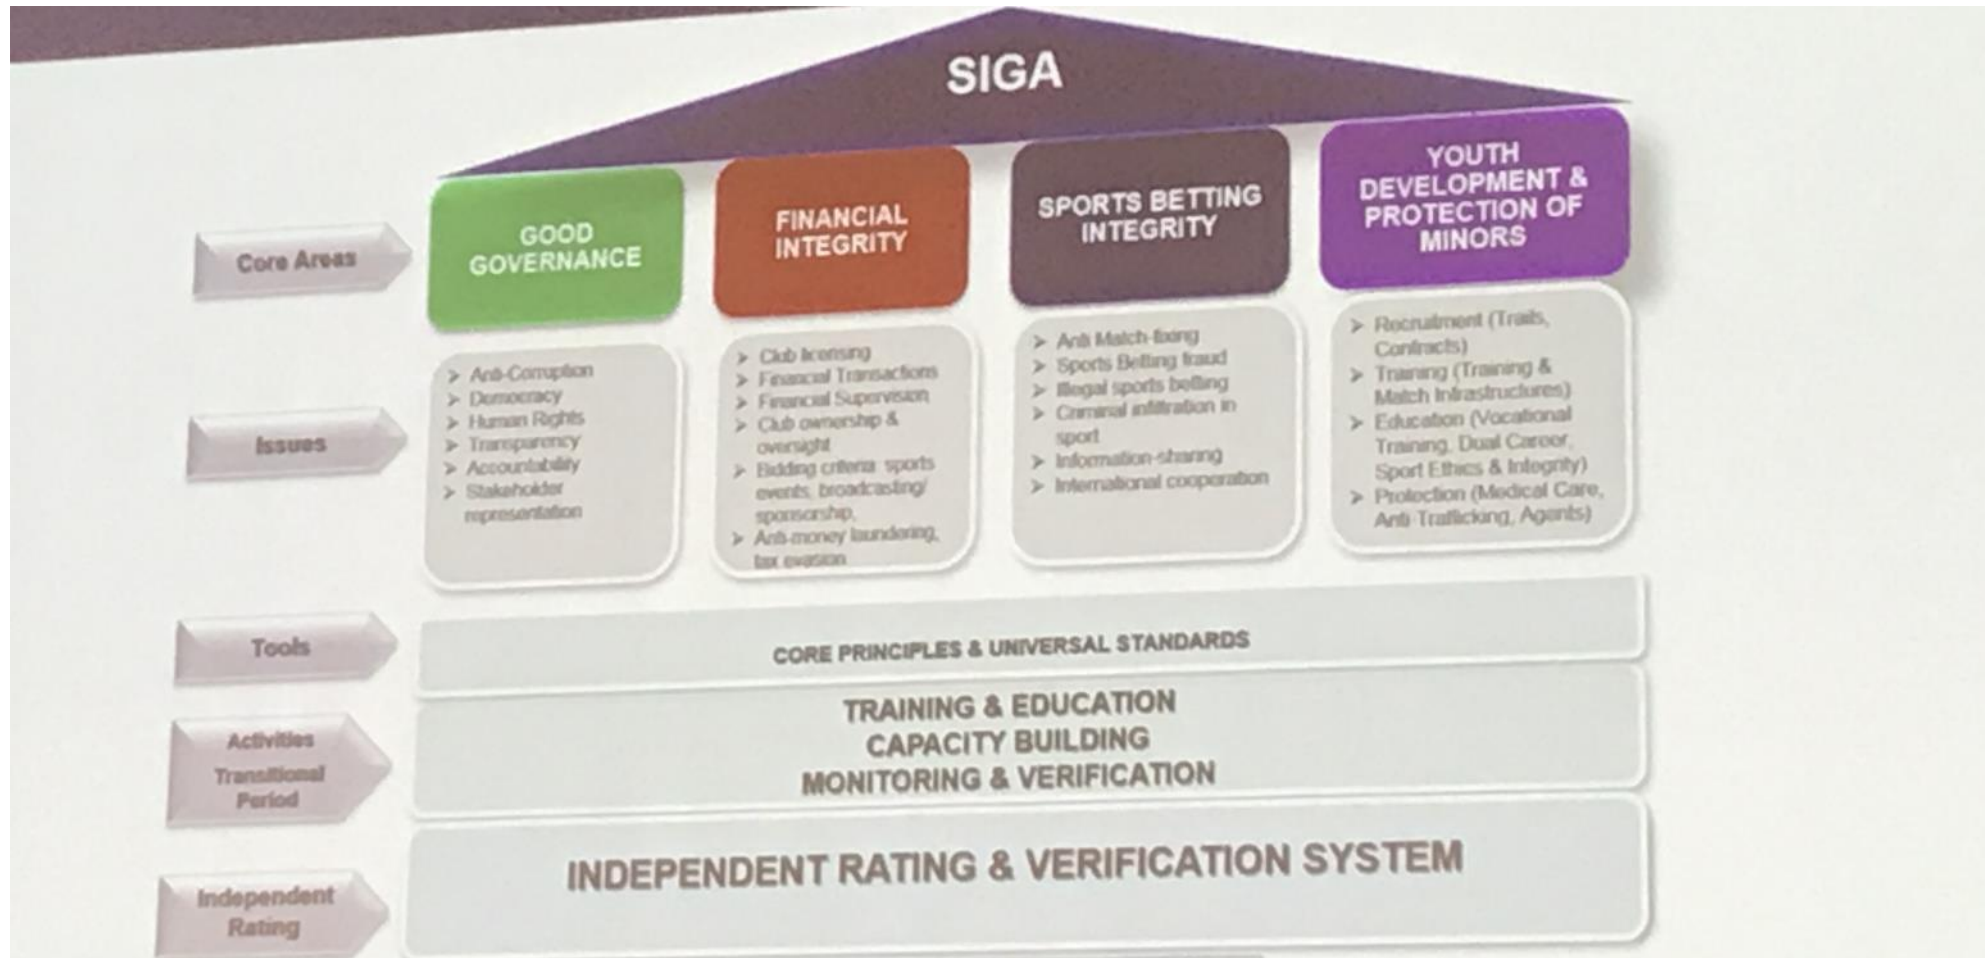 SIGA
Core Areas
GOOD
GOVERNANCE
FINANCIAL
INTEGRITY
SPORTS BETTING
INTEGRITY
YOUTH
DEVELOPMENT &
PROTECTION OF
MINORS
Issues
➢ Anti-Corruption
➢ Democracy
➢ Human Rights
➢ Transparency
➢ Accountability
➢ Stakeholder
representation
➢ Club licensing
➢ Financial Transactions
➢ Financial Supervision
➢ Club ownership &
oversight
➢ Bidding criteria sports
events, broadcasting/
sponsorship,
➢ Anti-money laundering,
tax evasion
➢ Anti Match-fixing
➢ Sports Betting fraud
➢ Illegal sports betting
➢ Criminal infiltration in
sport
➢ Information-sharing
➢ International cooperation
➢ Recruitment (Trails,
Contracts)
➢ Training (Training &
Match Infrastructures)
➢ Education (Vocational
Training, Dual Career,
Sport Ethics & Integrity)
➢ Protection (Medical Care,
Anti-Trafficking, Agents)
Tools
CORE PRINCIPLES & UNIVERSAL STANDARDS
Activities
Transitional
Period
TRAINING & EDUCATION
CAPACITY BUILDING
MONITORING & VERIFICATION
Independent
Rating
INDEPENDENT RATING & VERIFICATION SYSTEM